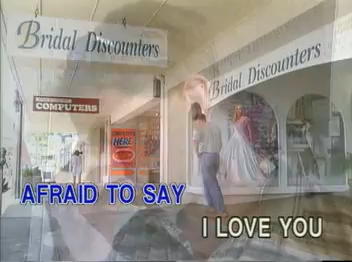 Bridal Discounters
Bridal Discounters
COMPUTERS
HERE
AFRAID TO SAY
I LOVE YOU